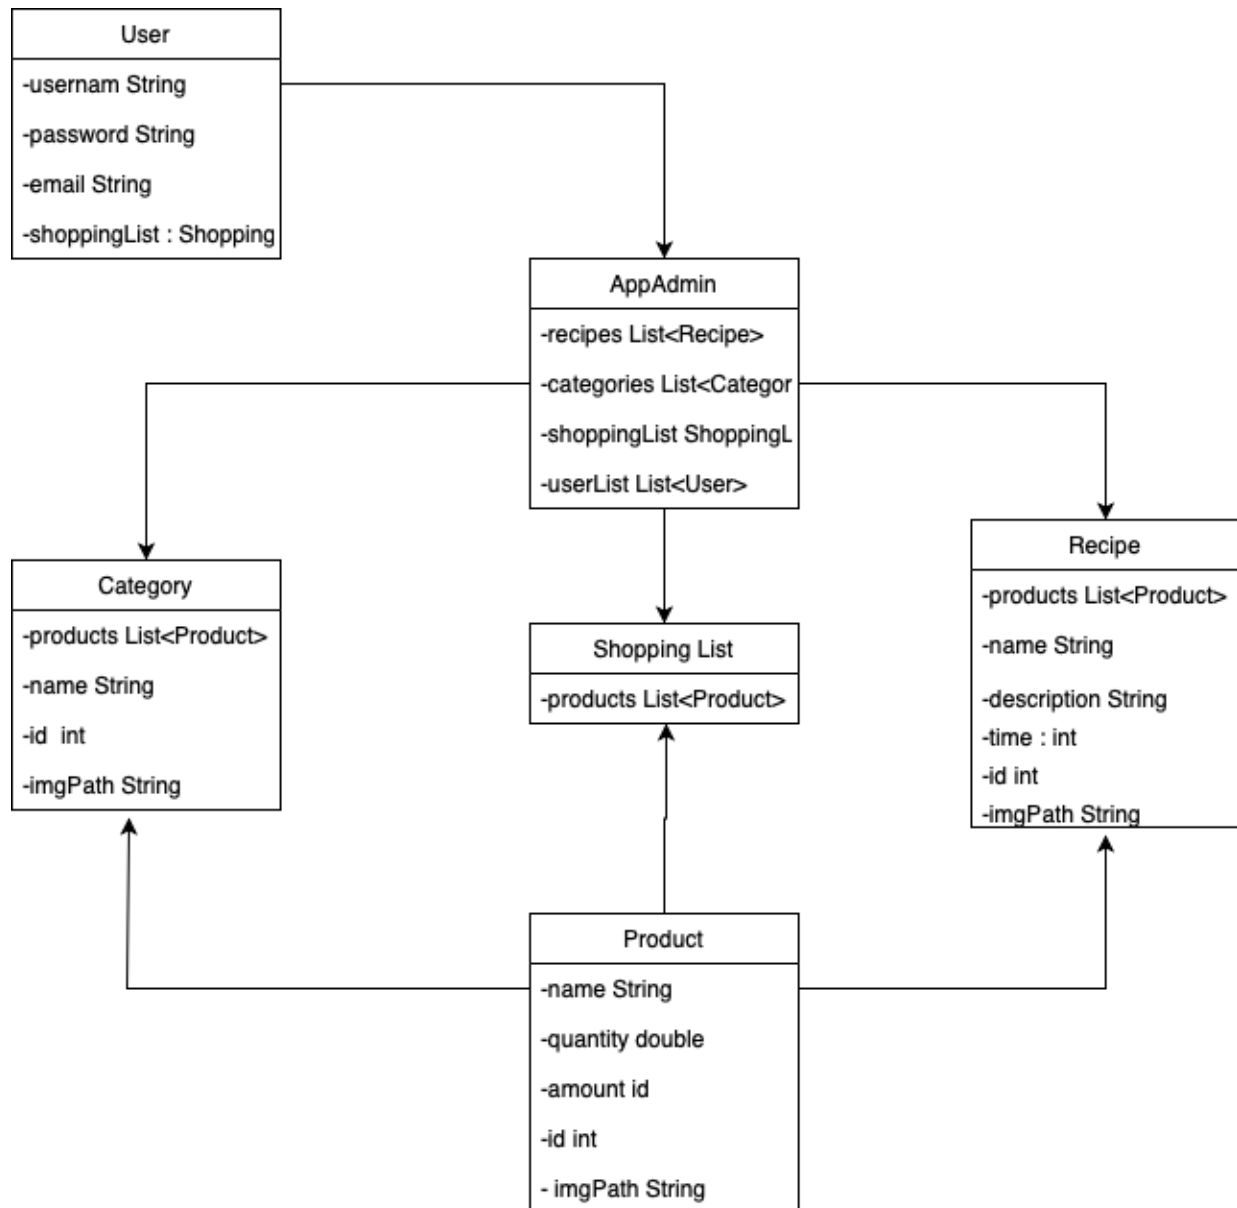 User
-usernam String
-password String
-email String
-shoppingList : Shopping
AppAdmin
-recipes List<Recipe>
-categories List<Categor
-shoppingList ShoppingL
-userList List<User>
Category
-products List<Product>
-name String
-id int
-imgPath String
Shopping List
-products List<Product>
Recipe
-products List<Product>
-name String
-description String
-time : int
-id int
-imgPath String
Product
-name String
-quantity double
-amount id
-id int
- imgPath String